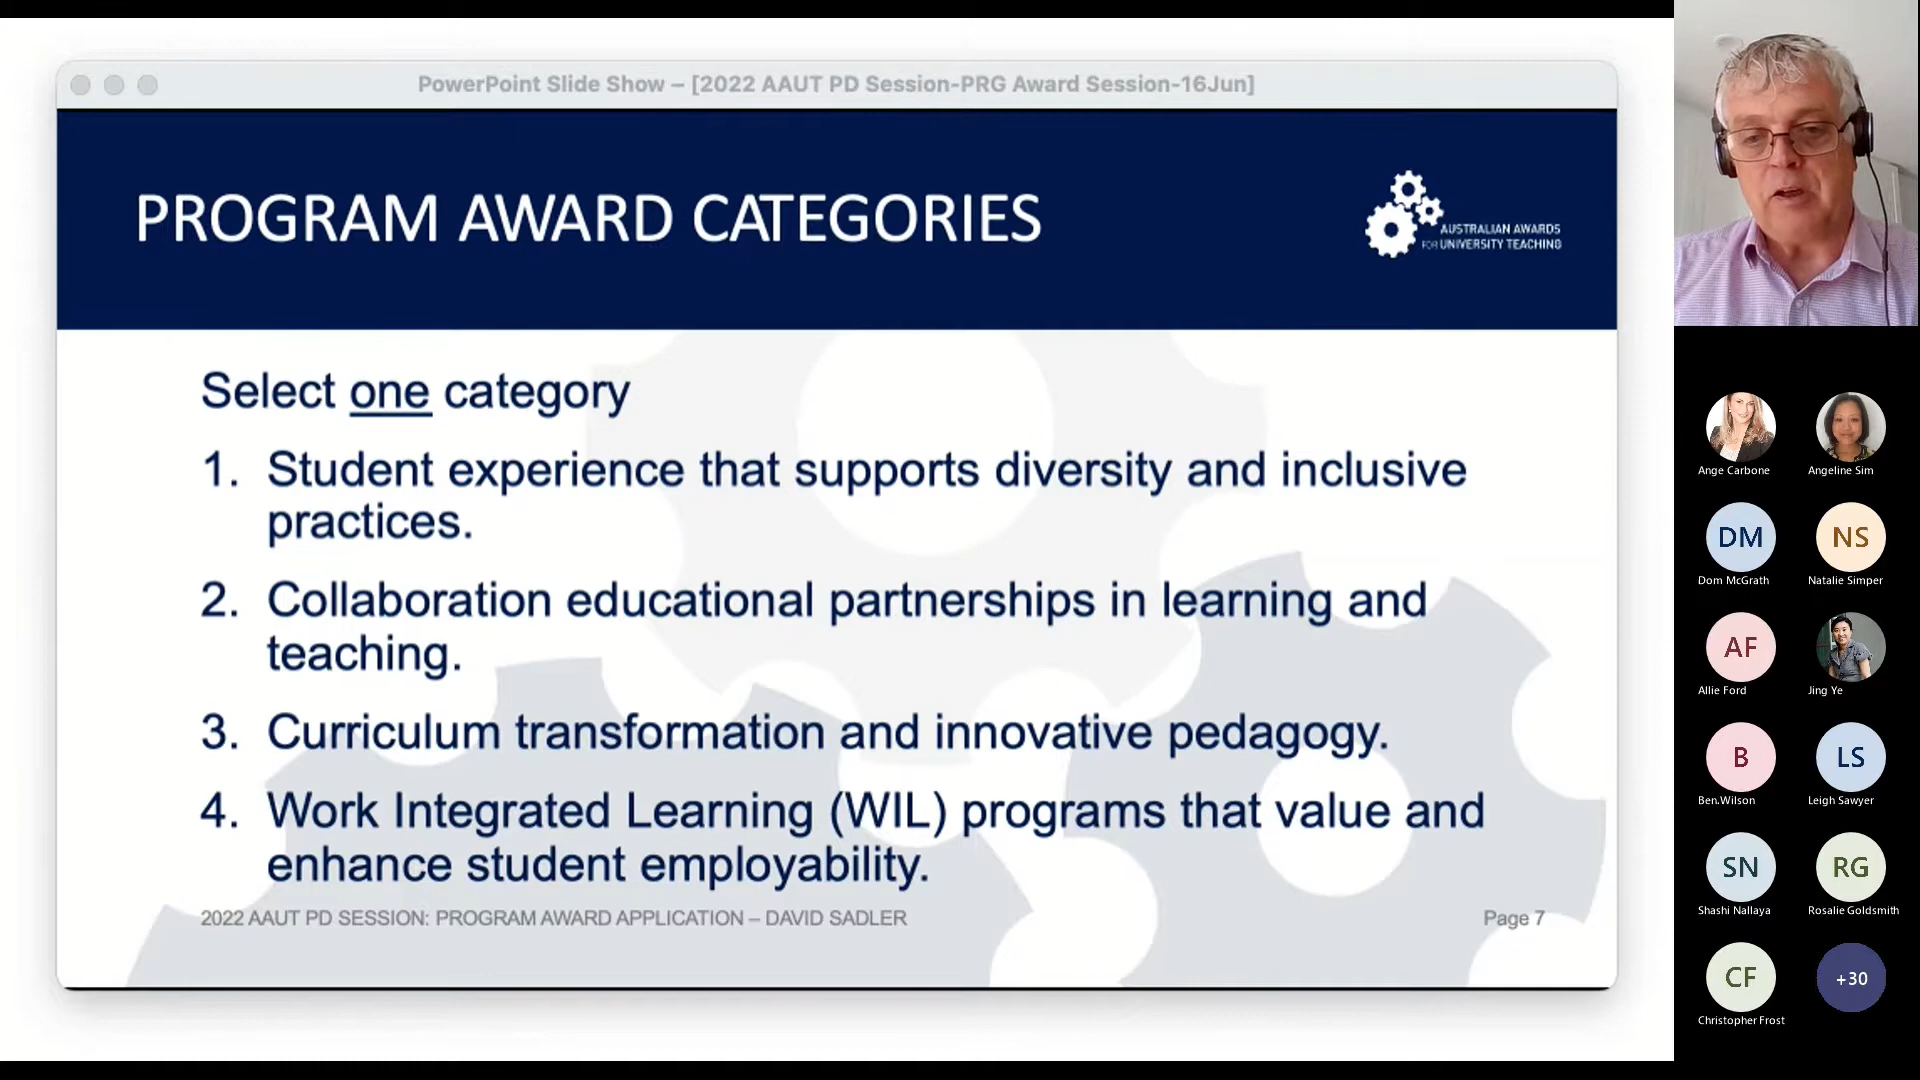 PowerPoint Slide Show – [2022 AAUT PD Session-PRG Award Session-16Jun]
PROGRAM AWARD CATEGORIES
AUSTRALIAN AWARDS
FOR UNIVERSITY TEACHING
Select one category
1. Student experience that supports diversity and inclusive
practices.
2. Collaboration educational partnerships in learning and
teaching.
3. Curriculum transformation and innovative pedagogy.
4. Work Integrated Learning (WIL) programs that value and
enhance student employability.
2022 AAUT PD SESSION: PROGRAM AWARD APPLICATION – DAVID SADLER
Page 7
Ange Carbone
Angeline Sim
DM
NS
Dom McGrath
Natalie Simper
AF
Allie Ford
Jing Ye
B
LS
Ben.Wilson
Leigh Sawyer
SN
RG
Shashi Nallaya
Rosalie Goldsmith
CF
+30
Christopher Frost